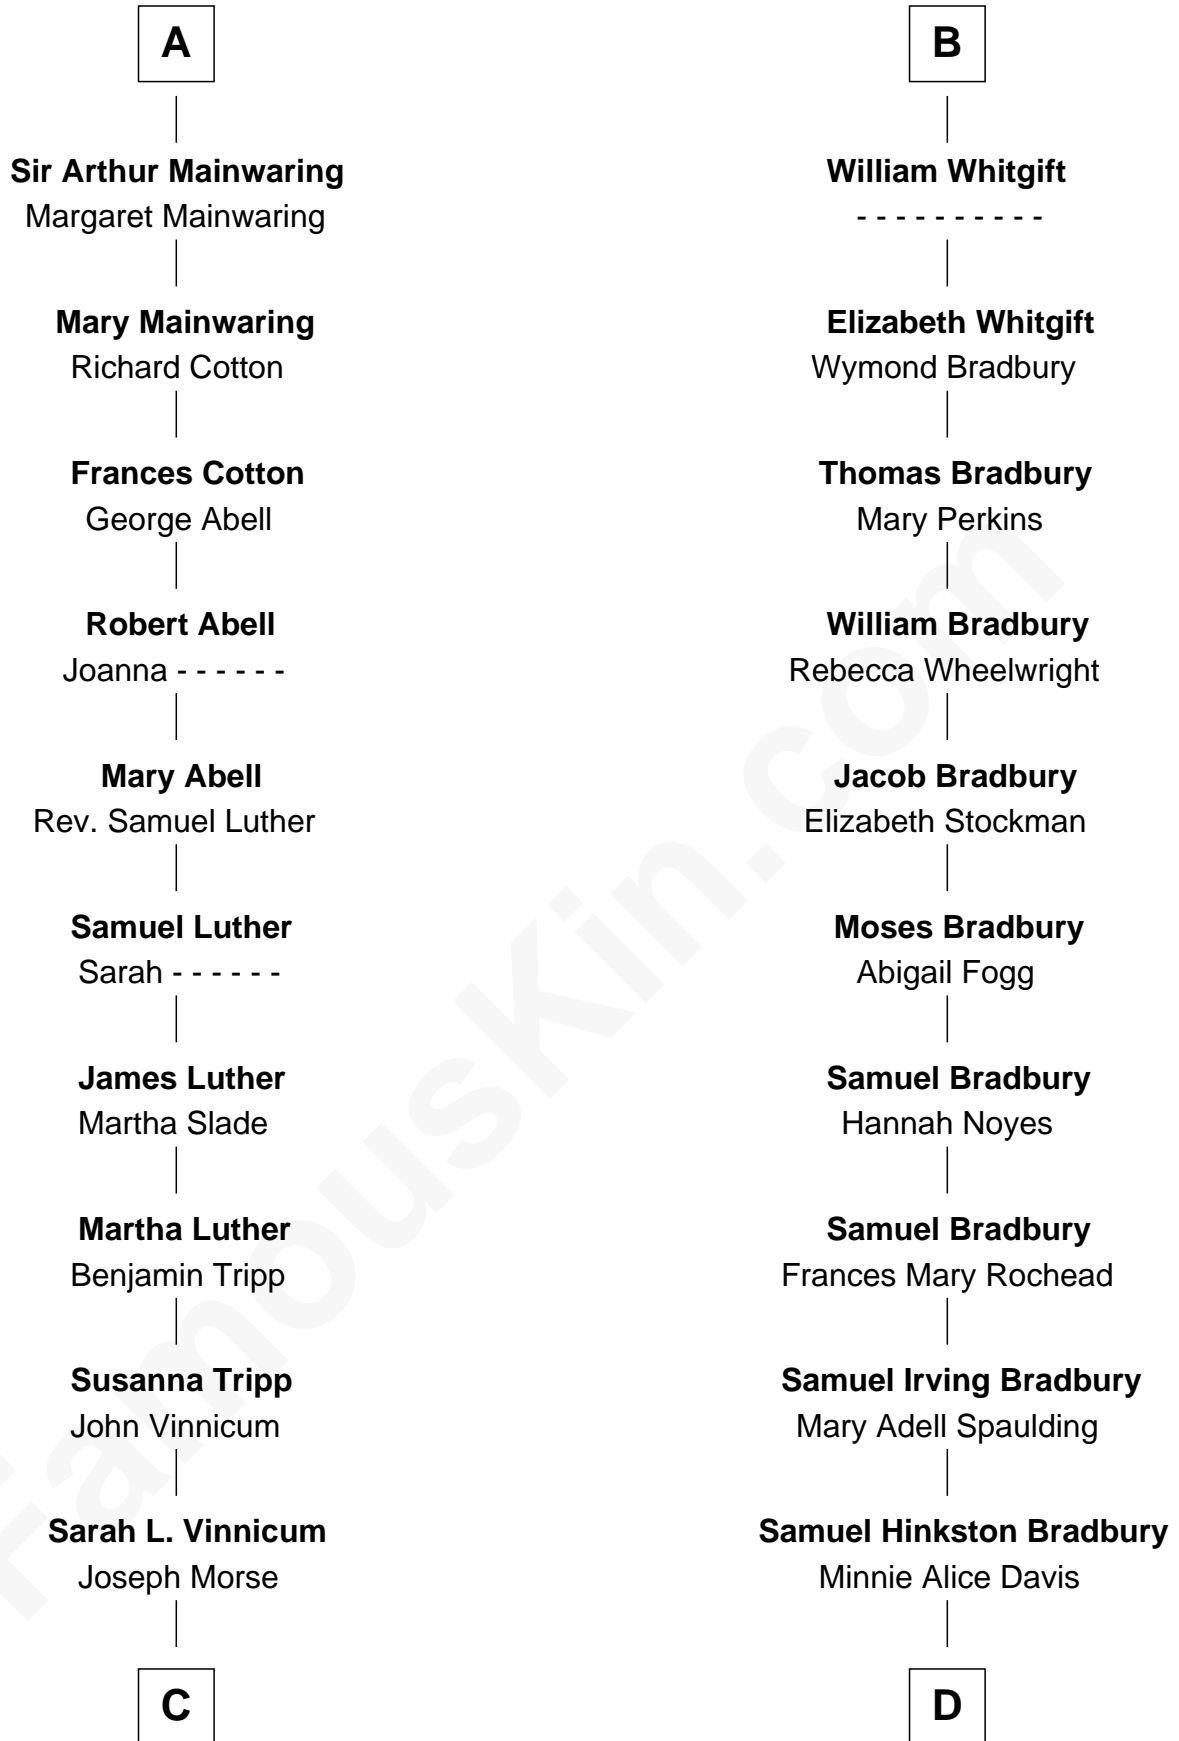 A
Sir Arthur Mainwaring
Margaret Mainwaring
Mary Mainwaring
Richard Cotton
Frances Cotton
George Abell
Robert Abell
Joanna - - - - - -
Mary Abell
Rev. Samuel Luther
Samuel Luther
Sarah - - - - - -
James Luther
Martha Slade
Martha Luther
Benjamin Tripp
Susanna Tripp
John Vinnicum
Sarah L. Vinnicum
Joseph Morse
C
B
William Whitgift
- - - - - - - - - -
Elizabeth Whitgift
Wymond Bradbury
Thomas Bradbury
Mary Perkins
William Bradbury
Rebecca Wheelwright
Jacob Bradbury
Elizabeth Stockman
Moses Bradbury
Abigail Fogg
Samuel Bradbury
Hannah Noyes
Samuel Bradbury
Frances Mary Rochead
Samuel Irving Bradbury
Mary Adell Spaulding
Samuel Hinkston Bradbury
Minnie Alice Davis
D
FamousKin.com